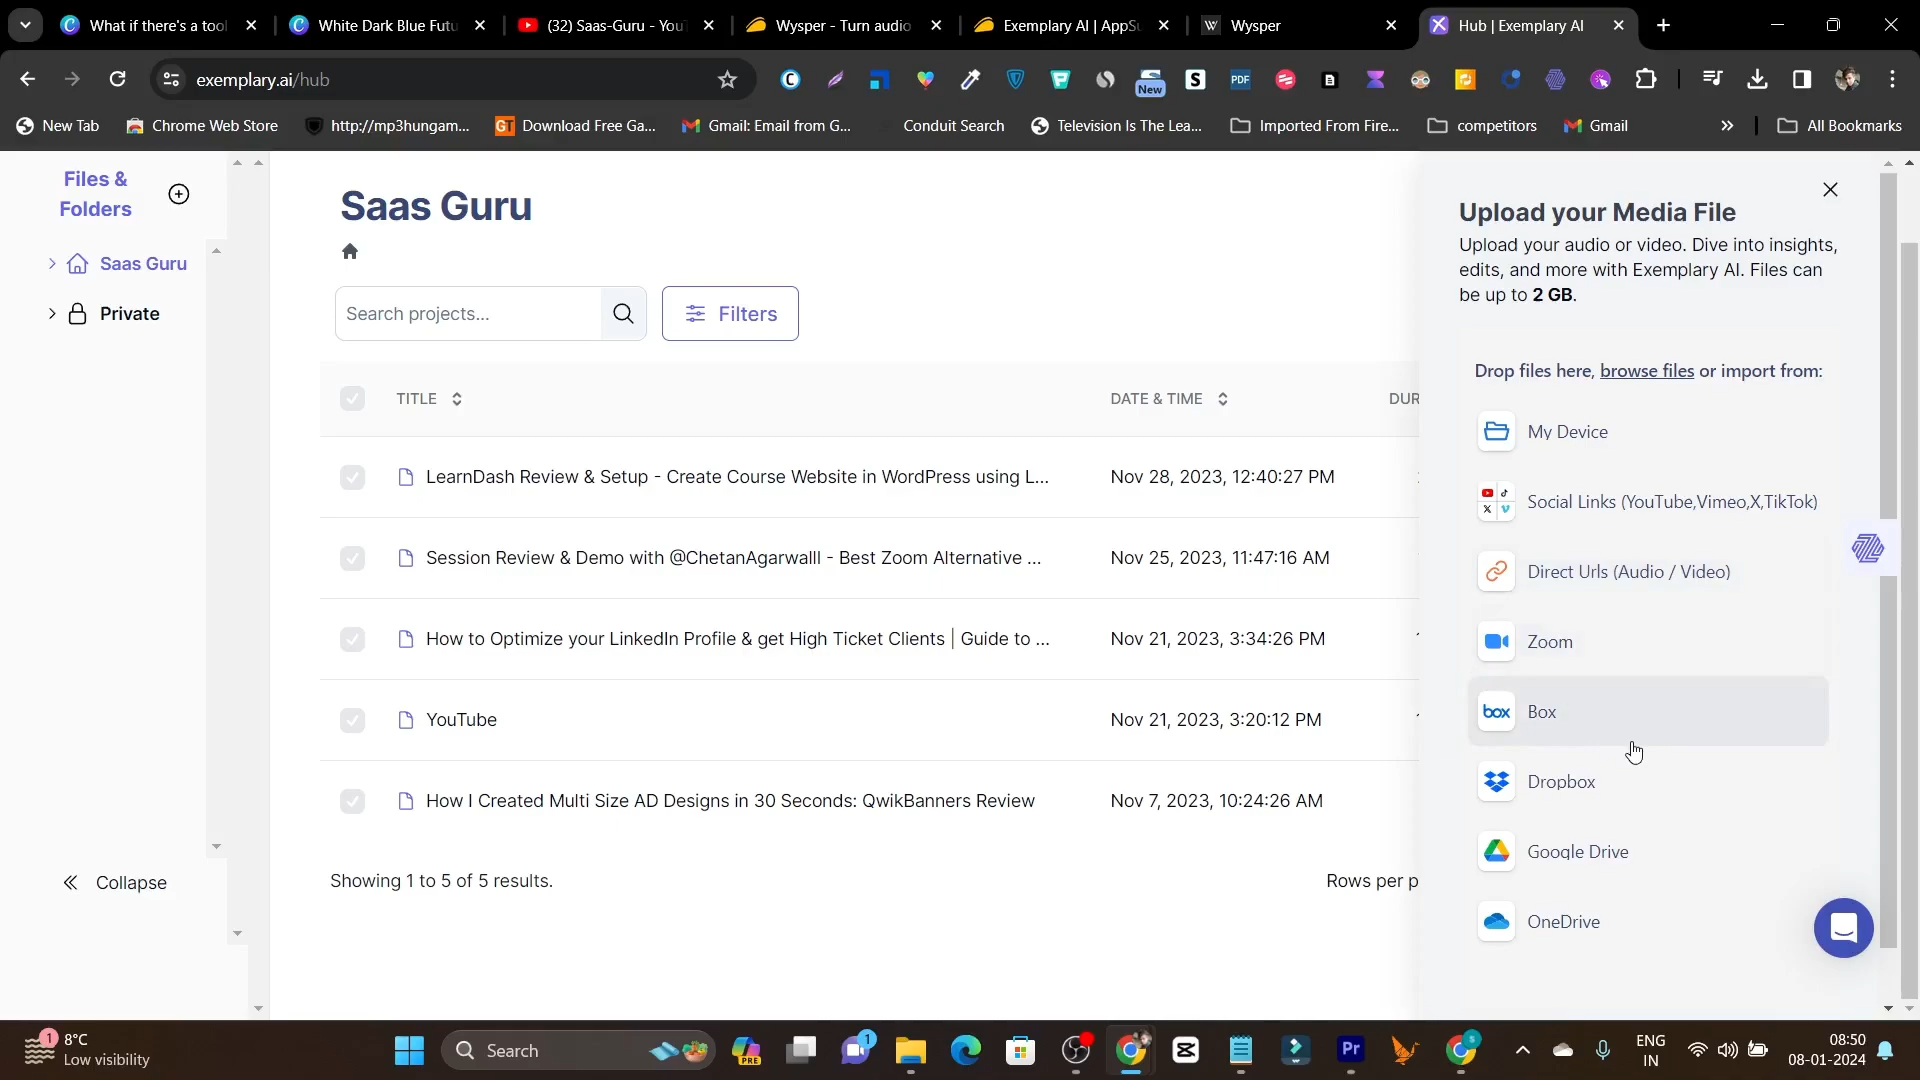 What if there's a tool
White Dark Blue Futu
(32) Saas-Guru - You
Wysper - Turn audio
Exemplary AI | AppSu
W Wysper
Hub | Exemplary AI
exemplary.ai/hub
New
PDF
New Tab
Chrome Web Store
http://mp3hungam...
GT Download Free Ga...
Gmail: Email from G...
Conduit Search
Television Is The Lea...
Imported From Fire...
competitors
Gmail
All Bookmarks
Files &
Folders
Saas Guru
Private
Collapse
Saas Guru
Search projects...
Filters
TITLE
DATE & TIME
DUR
LearnDash Review & Setup - Create Course Website in WordPress using L...
Nov 28, 2023, 12:40:27 PM
Session Review & Demo with @ChetanAgarwalll - Best Zoom Alternative ...
Nov 25, 2023, 11:47:16 AM
How to Optimize your LinkedIn Profile & get High Ticket Clients | Guide to ...
Nov 21, 2023, 3:34:26 PM
YouTube
Nov 21, 2023, 3:20:12 PM
How I Created Multi Size AD Designs in 30 Seconds: QwikBanners Review
Nov 7, 2023, 10:24:26 AM
Showing 1 to 5 of 5 results.
Rows per p
Upload your Media File
Upload your audio or video. Dive into insights,
edits, and more with Exemplary AI. Files can
be up to 2 GB.
Drop files here, browse files or import from:
My Device
Social Links (YouTube,Vimeo,X,TikTok)
Direct Urls (Audio / Video)
Zoom
box Box
Dropbox
Google Drive
OneDrive
1
8°C
Low visibility
Search
PRE
1
Pr
ENG
IN
08:50
08-01-2024